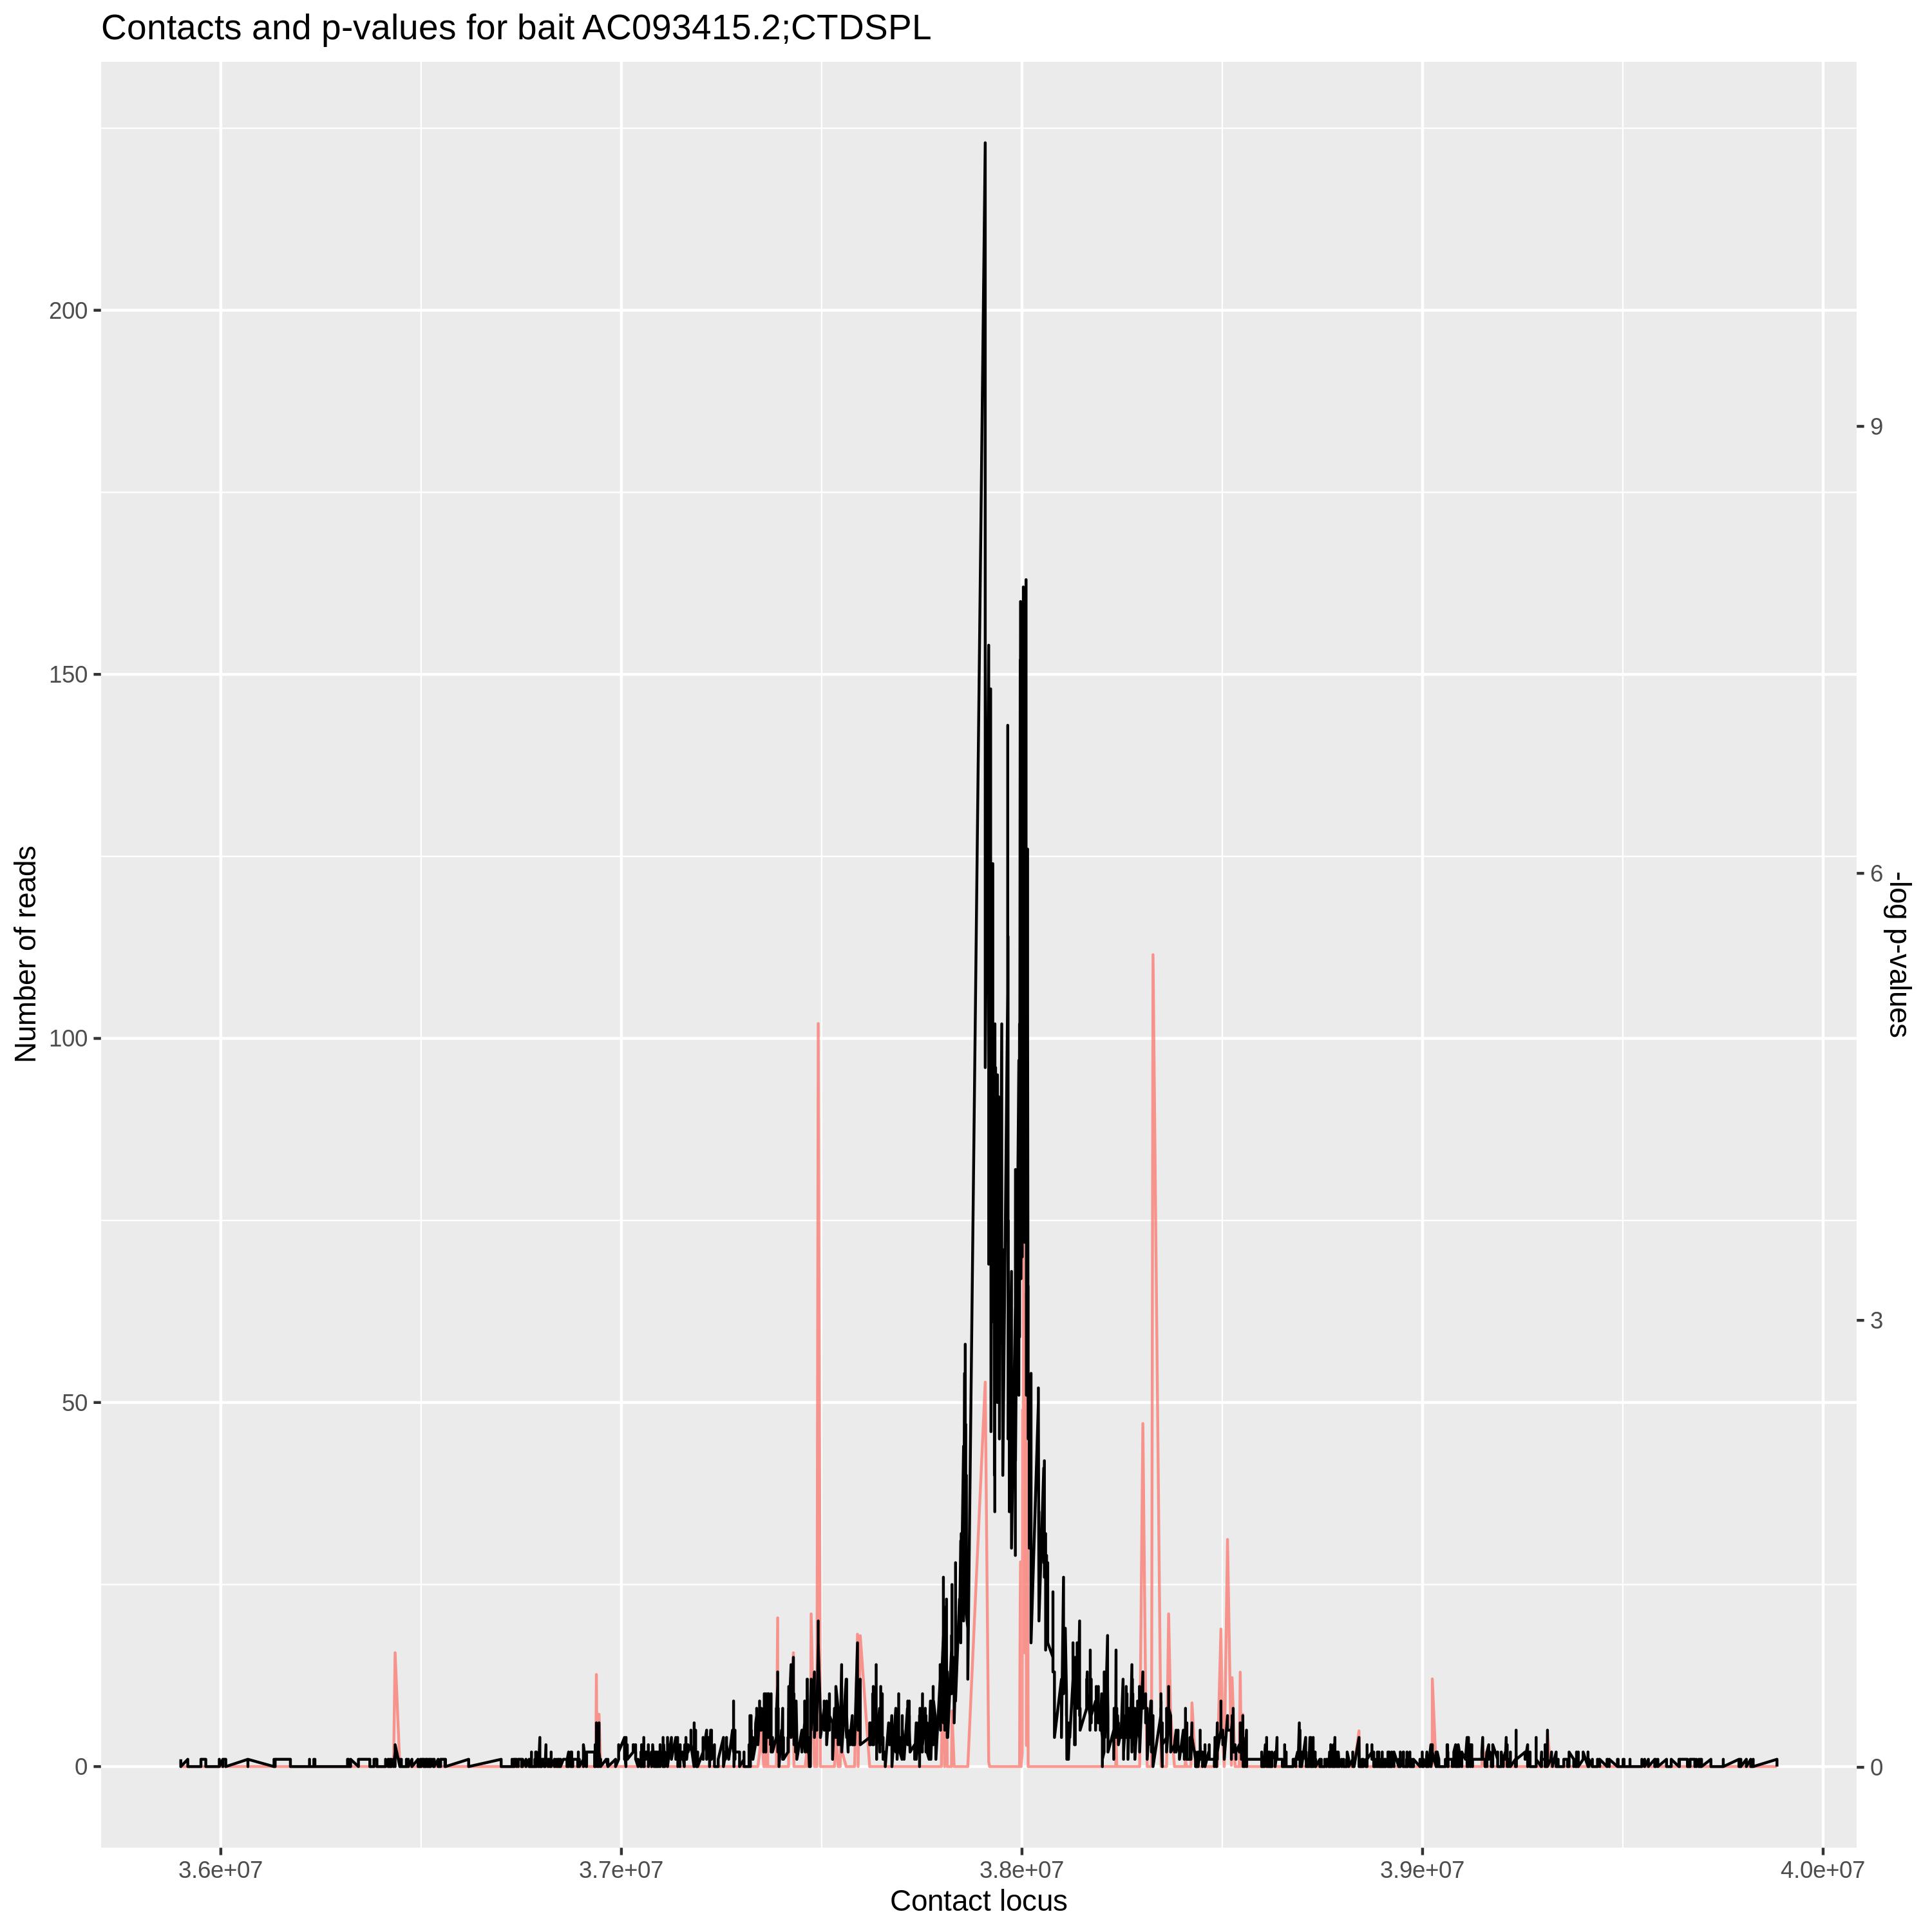 Contacts and p-values for bait AC093415.2;CTDSPL
200
150
100
50
0
Number of reads
9
6
3
0
-log p-values
3.6e+07 3.7e+07 3.8e+07 3.9e+07 4.0e+07
Contact locus